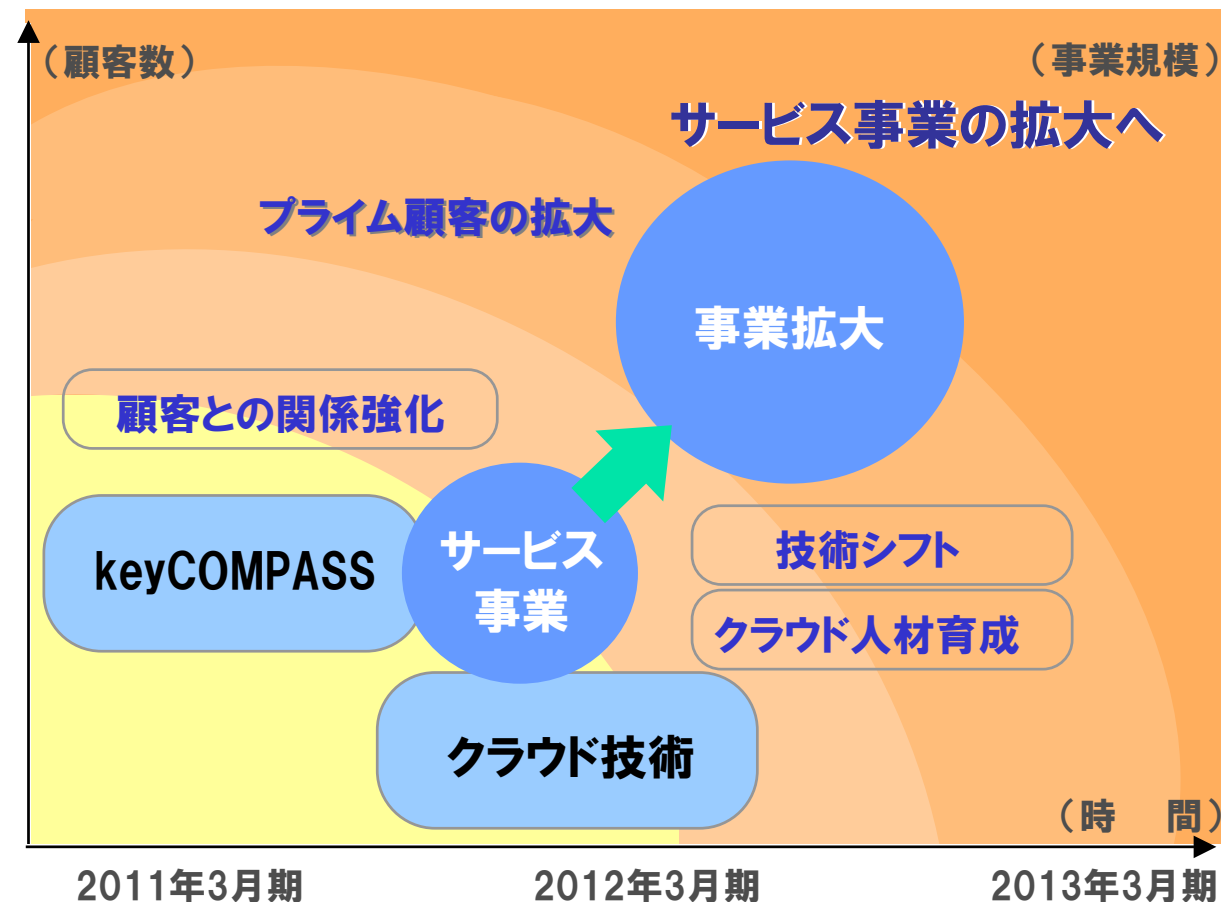 （顧客数）
（事業規模）
サービス事業の拡大へ
プライム顧客の拡大
事業拡大
顧客との関係強化
keyCOMPASS
サービス
事業
技術シフト
クラウド人材育成
クラウド技術
（時　間）
2011年3月期
2012年3月期
2013年3月期